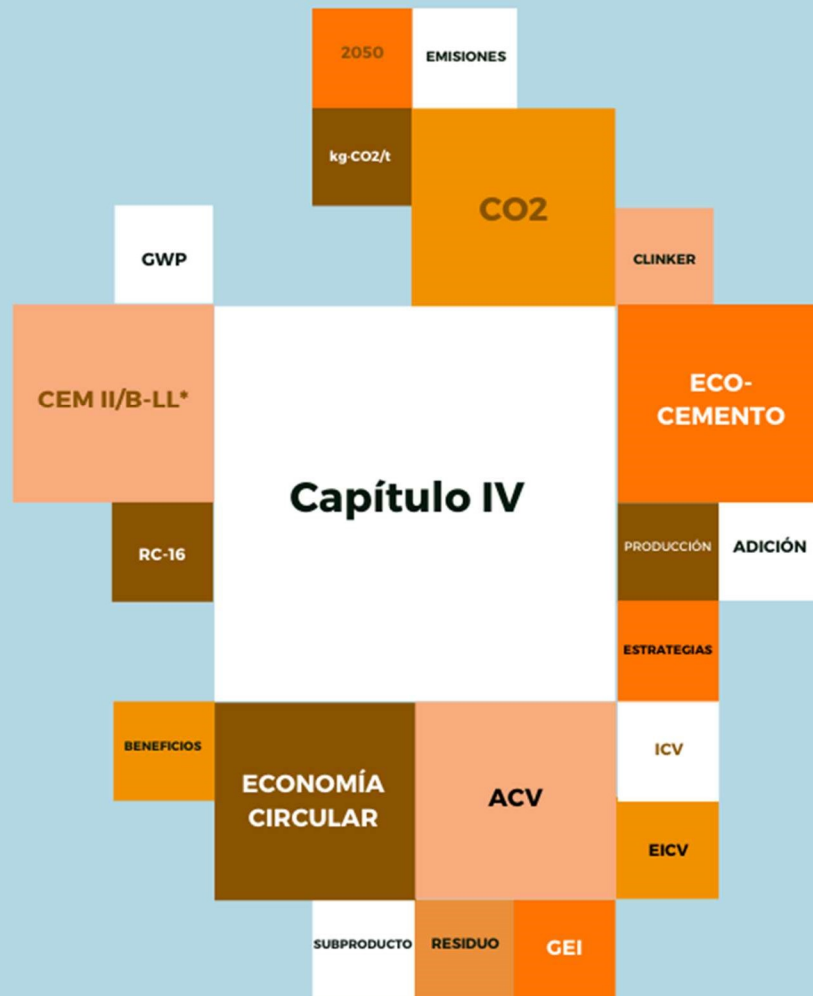 2050
EMISIONES
kg·CO2/t
CO2
GWP
CLINKER
CEM II/B-LL*
ECO-
CEMENTO
Capítulo IV
RC-16
PRODUCCIÓN
ADICIÓN
ESTRATEGIAS
BENEFICIOS
ECONOMÍA
CIRCULAR
ACV
ICV
EICV
SUBPRODUCTO
RESIDUO
GEI